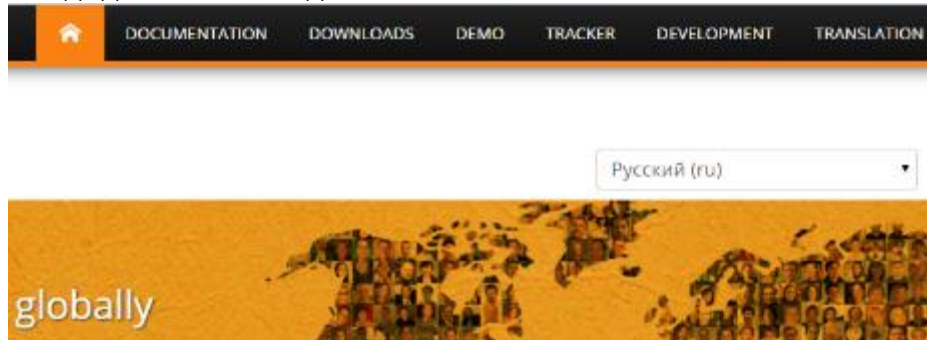 DOCUMENTATION DOWNLOADS DEMO TRACKER DEVELOPMENT TRANSLATION
Русский (ru)
globally